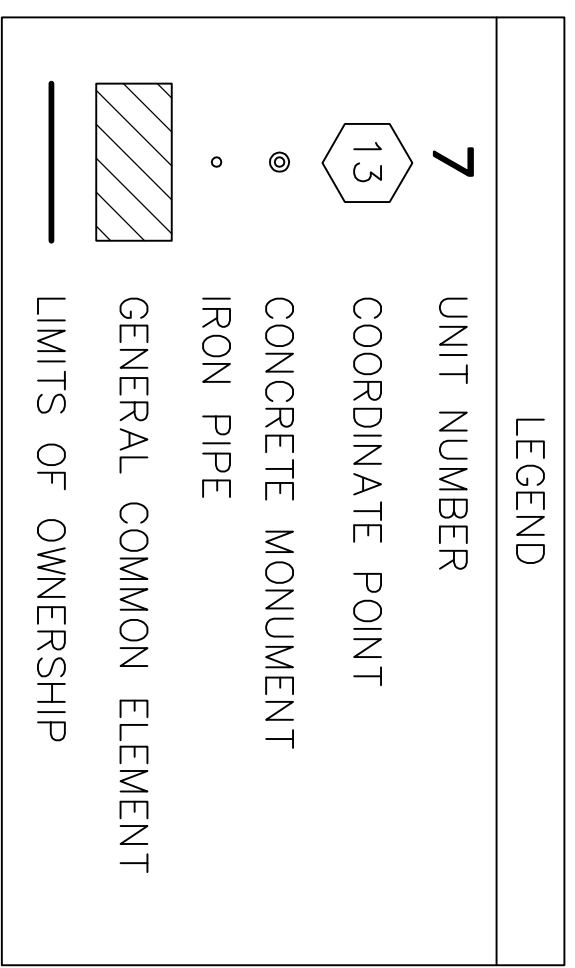 LEGEND
7 UNIT NUMBER
13 COORDINATE POINT
CONCRETE MONUMENT
IRON PIPE
GENERAL COMMON ELEMENT
LIMITS OF OWNERSHIP